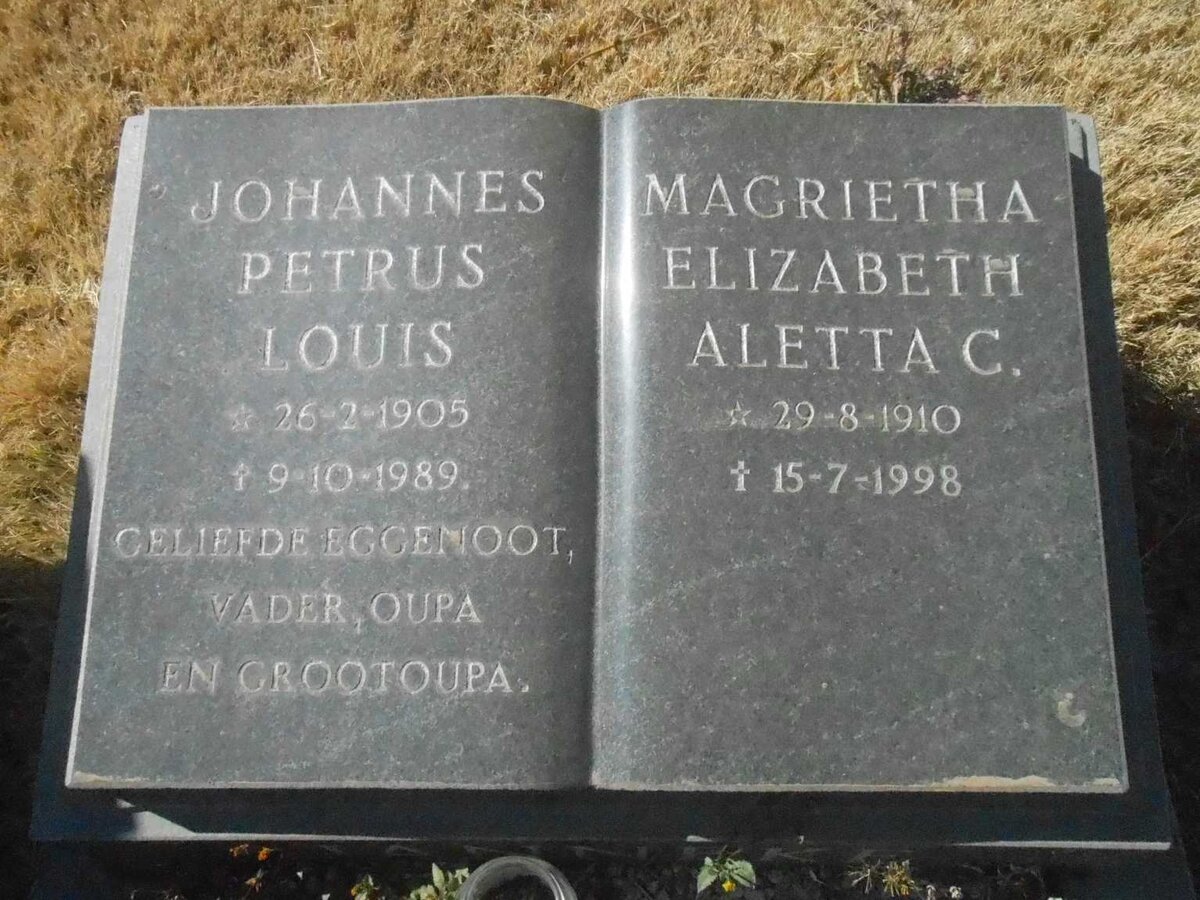 JOHANNES
PETRUS
LOUIS
☆ 26-2-1905
† 9-10-1989.
GELIEFDE EGGENOOT,
VADER, OUPA
EN GROOTOUPA.
MAGRIETHA
ELIZABETH
ALETTA C.
☆ 29-8-1910
✝ 15-7-1998